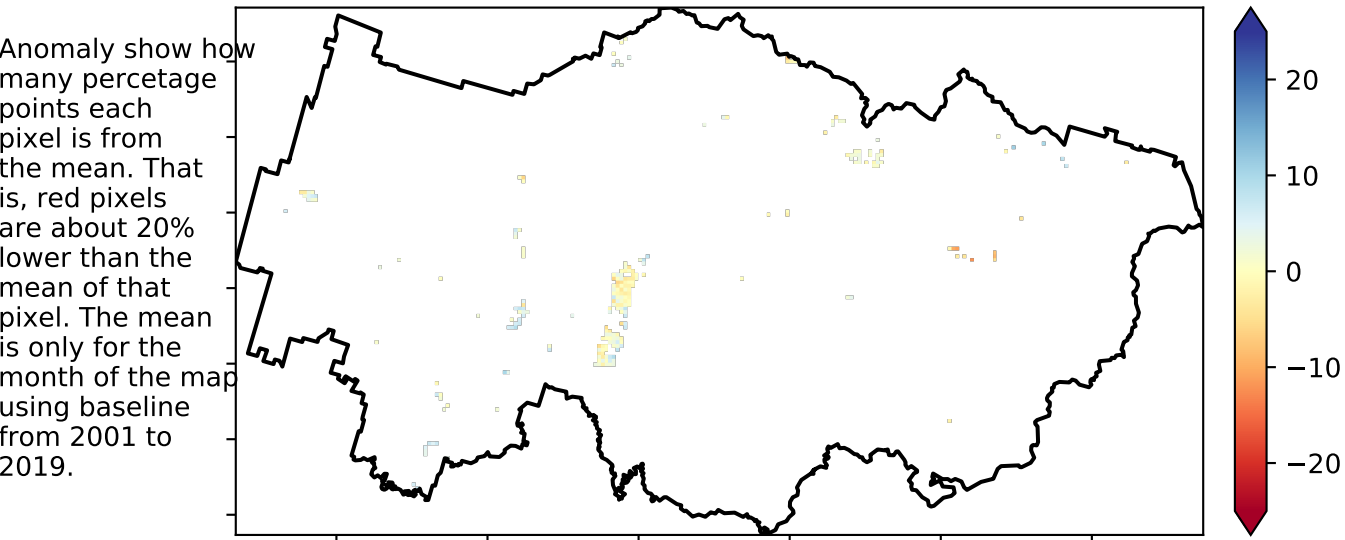 Anomaly show how
many percetage
points each
pixel is from
the mean. That
is, red pixels
are about 20%
lower than the
mean of that
pixel. The mean
is only for the
month of the map
using baseline
from 2001 to
2019.
20
10
0
−10
−20